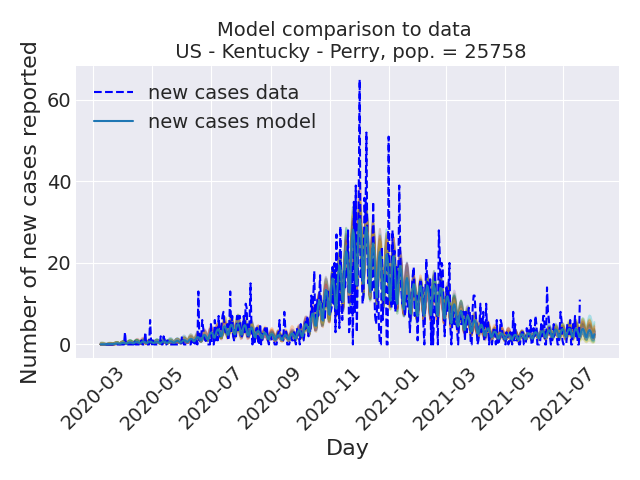 Model comparison to data
US - Kentucky - Perry, pop. = 25758
Number of new cases reported
60
40
20
0
new cases data
new cases model
2020-03
2020-05
2020-07
2020-09
2020-11
2021-01
2021-03
2021-05
2021-07
Day